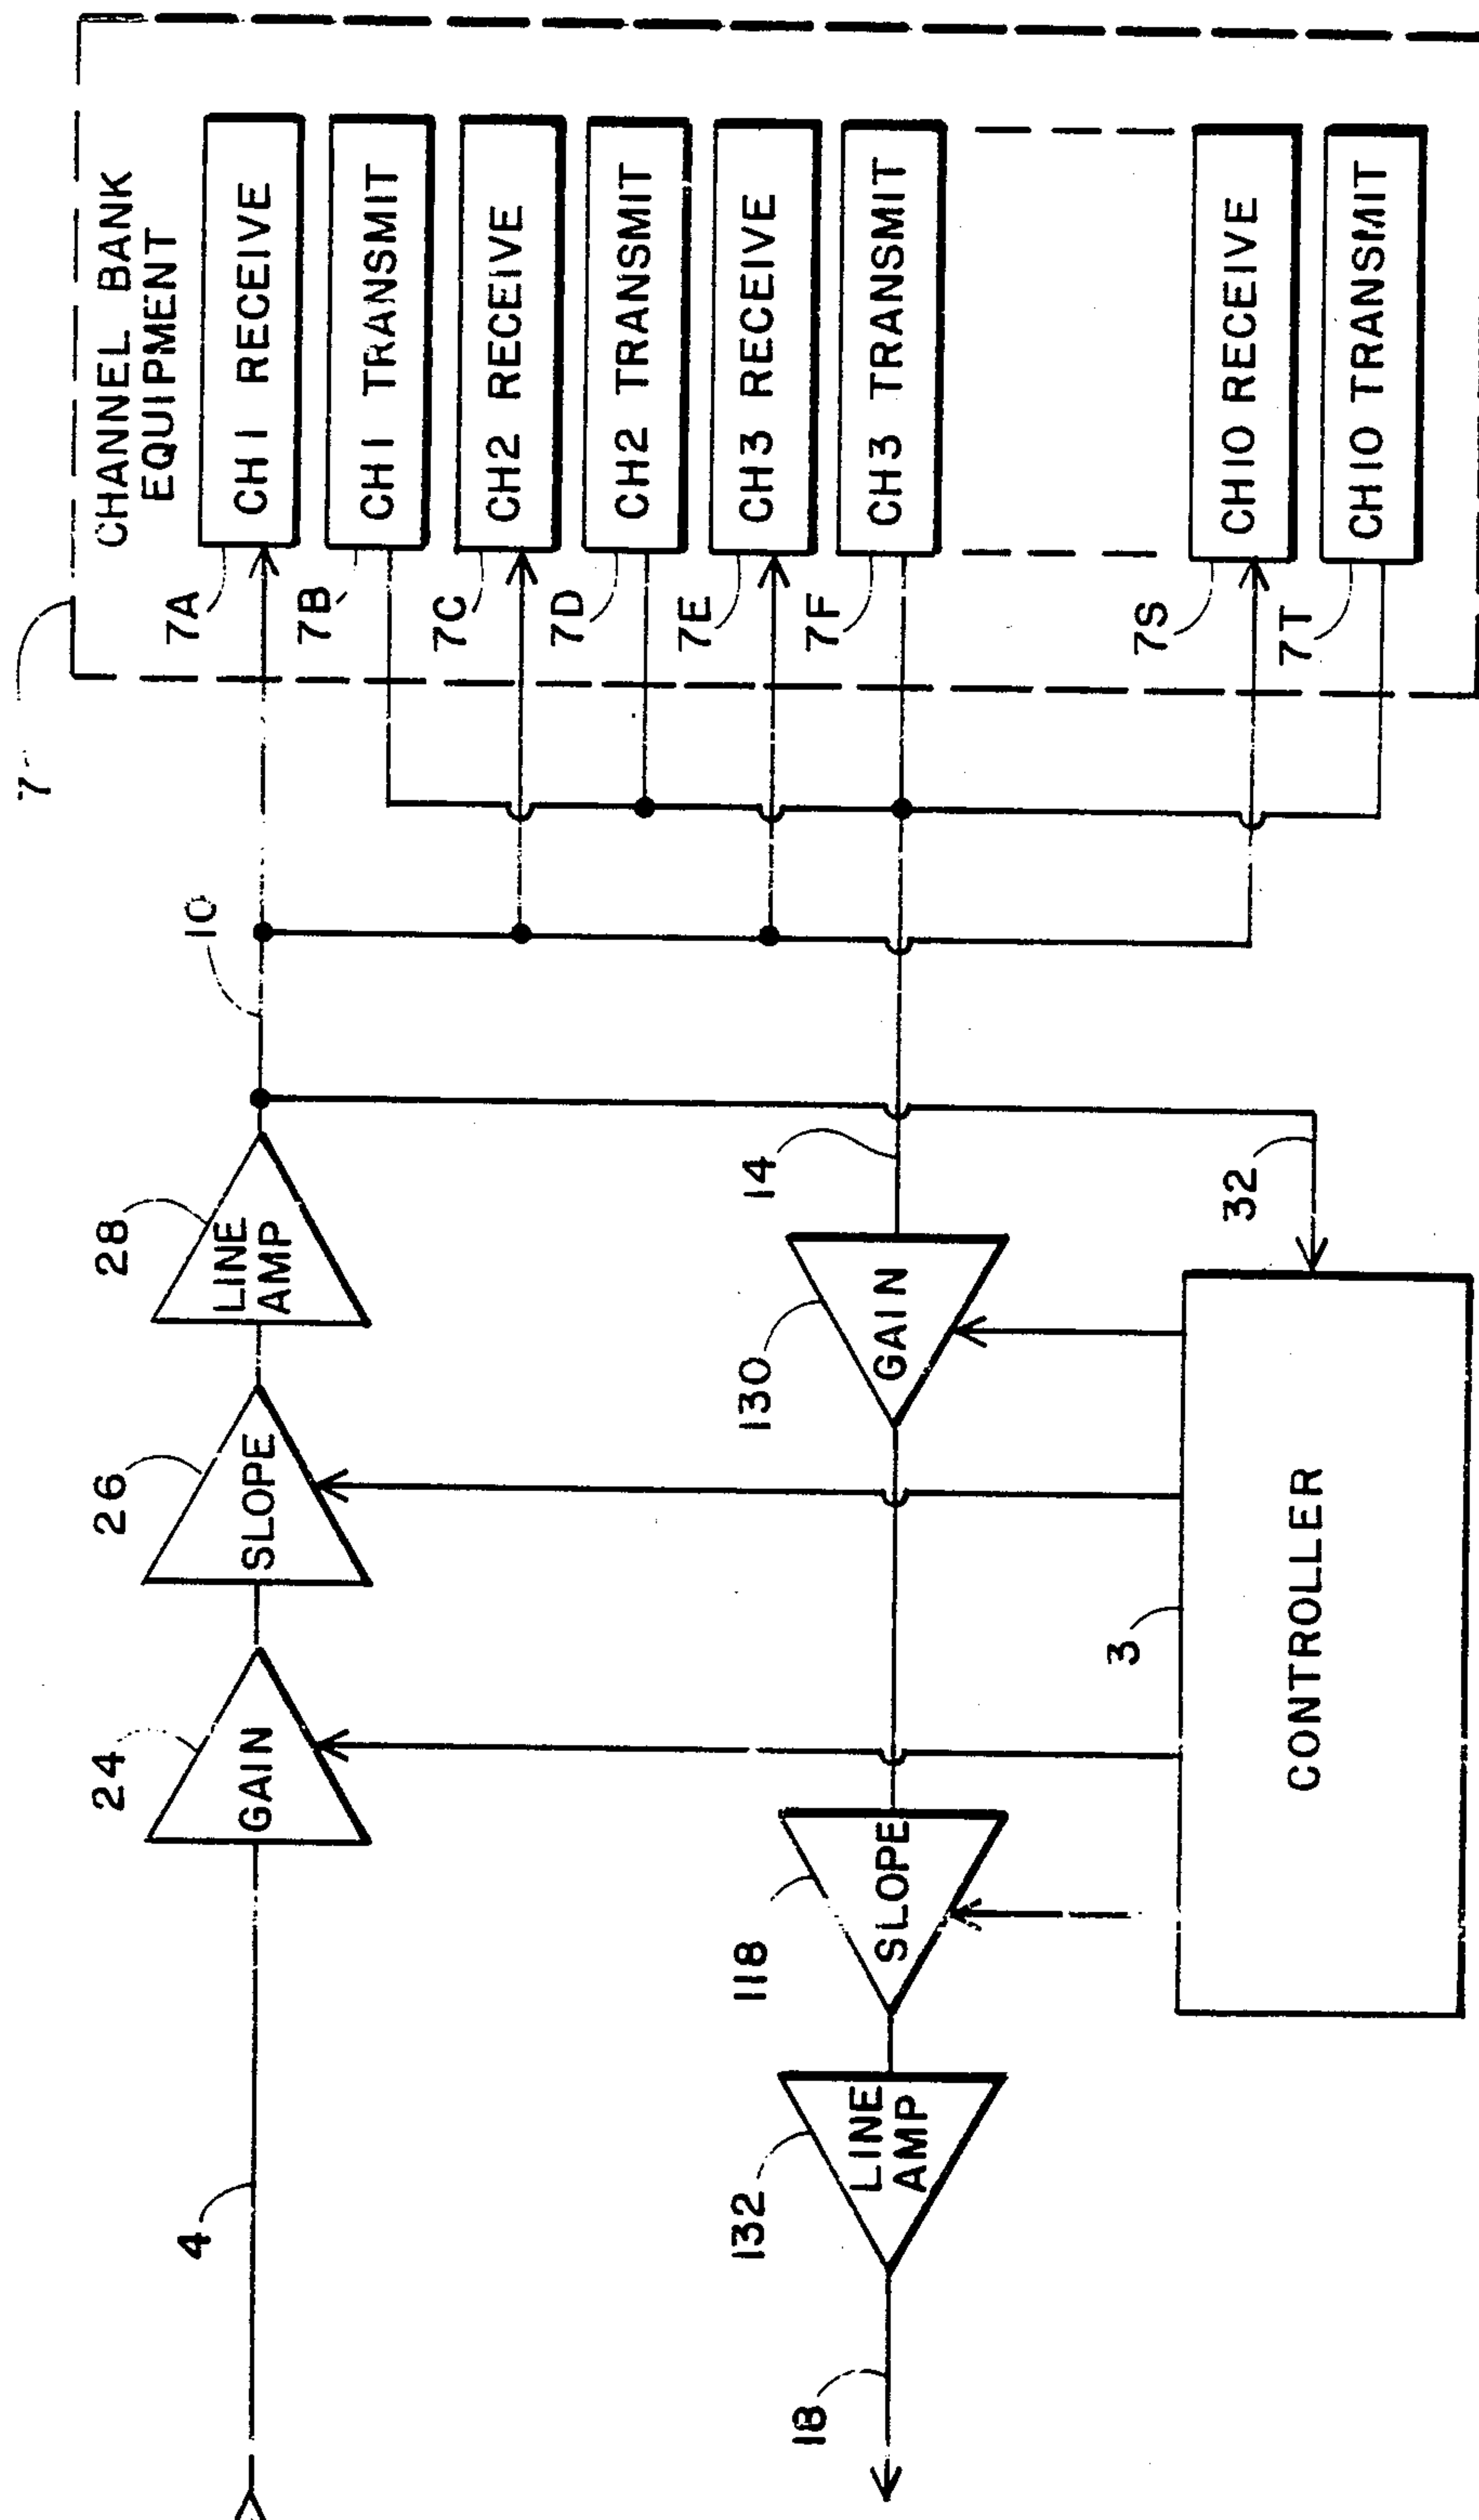 4
24
GAIN
26
SLOPE
28
LINE
AMP
10
7
CHANNEL BANK
EQUIPMENT
7A
CH1 RECEIVE
7B
CH1 TRANSMIT
7C
CH2 RECEIVE
7D
CH2 TRANSMIT
7E
CH3 RECEIVE
7F
CH3 TRANSMIT
7S
CH10 RECEIVE
7T
CH10 TRANSMIT
18
132
LINE
AMP
118
SLOPE
130
GAIN
14
3
CONTROLLER
32